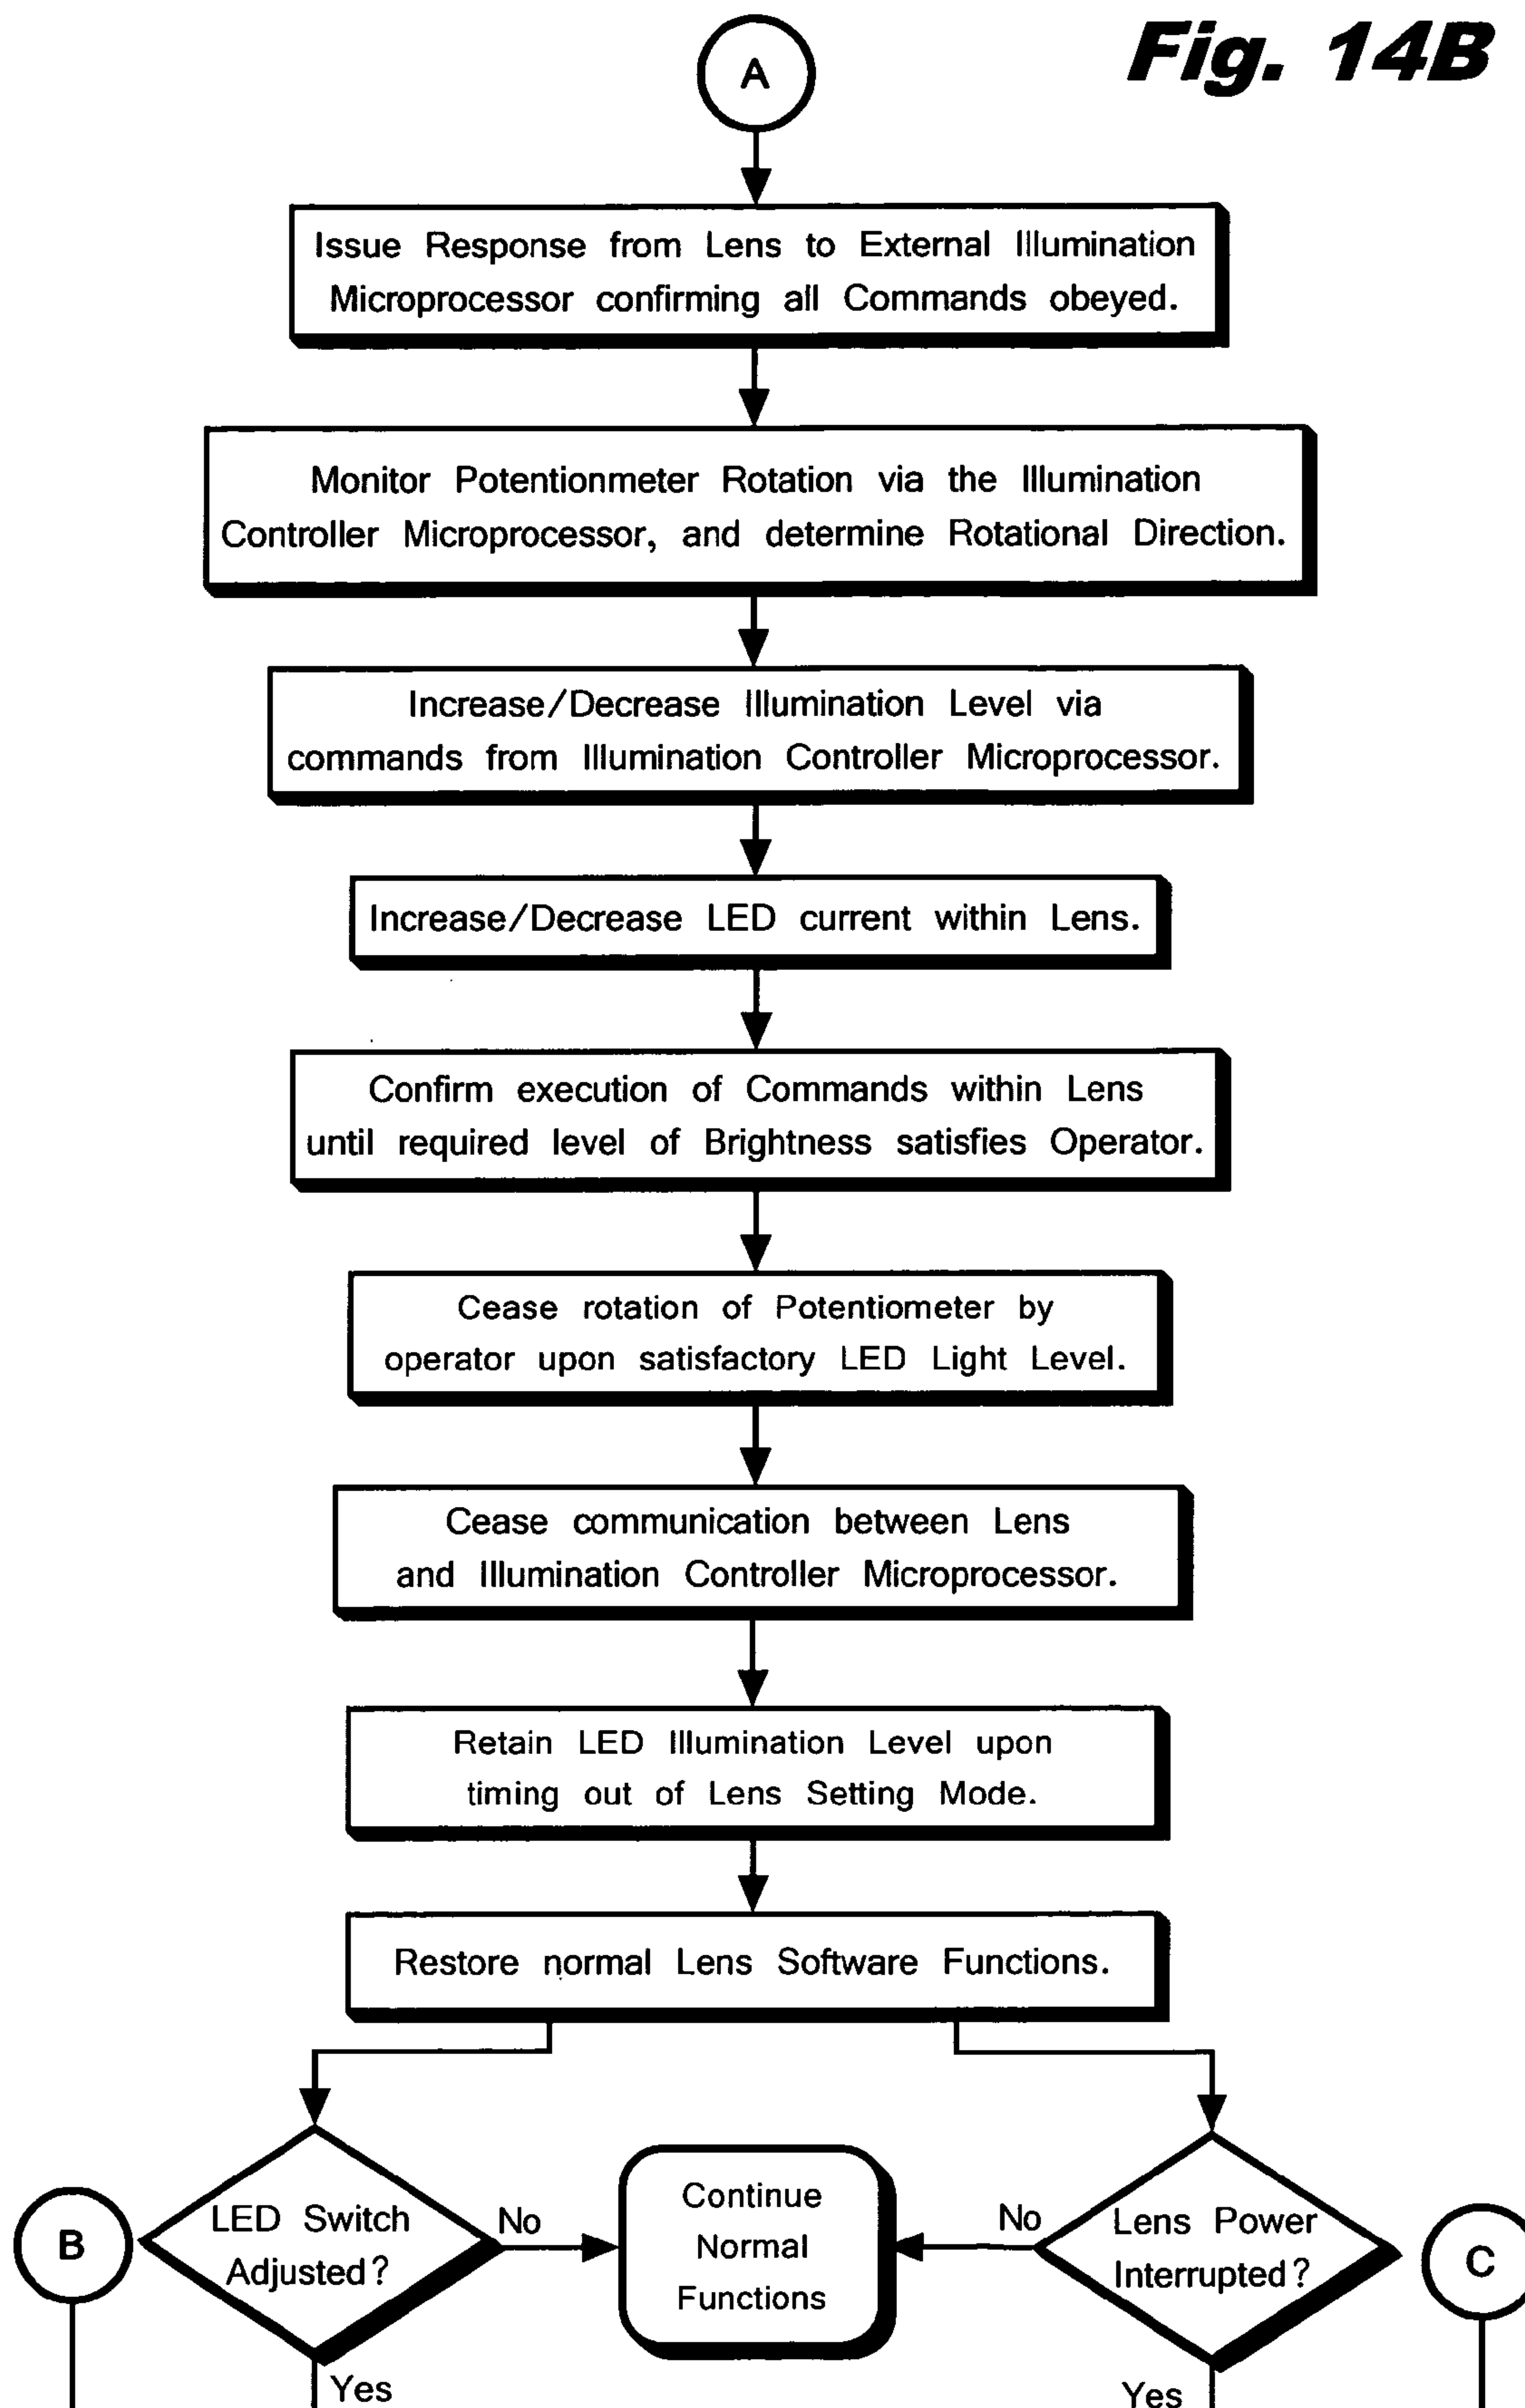 Fig. 14B
A
Issue Response from Lens to External Illumination
Microprocessor confirming all Commands obeyed.
Monitor Potentionmeter Rotation via the Illumination
Controller Microprocessor, and determine Rotational Direction.
Increase/Decrease Illumination Level via
commands from Illumination Controller Microprocessor.
Increase/Decrease LED current within Lens.
Confirm execution of Commands within Lens
until required level of Brightness satisfies Operator.
Cease rotation of Potentiometer by
operator upon satisfactory LED Light Level.
Cease communication between Lens
and Illumination Controller Microprocessor.
Retain LED Illumination Level upon
timing out of Lens Setting Mode.
Restore normal Lens Software Functions.
B
LED Switch
Adjusted?
No
Yes
Continue
Normal
Functions
No
Lens Power
Interrupted?
Yes
C